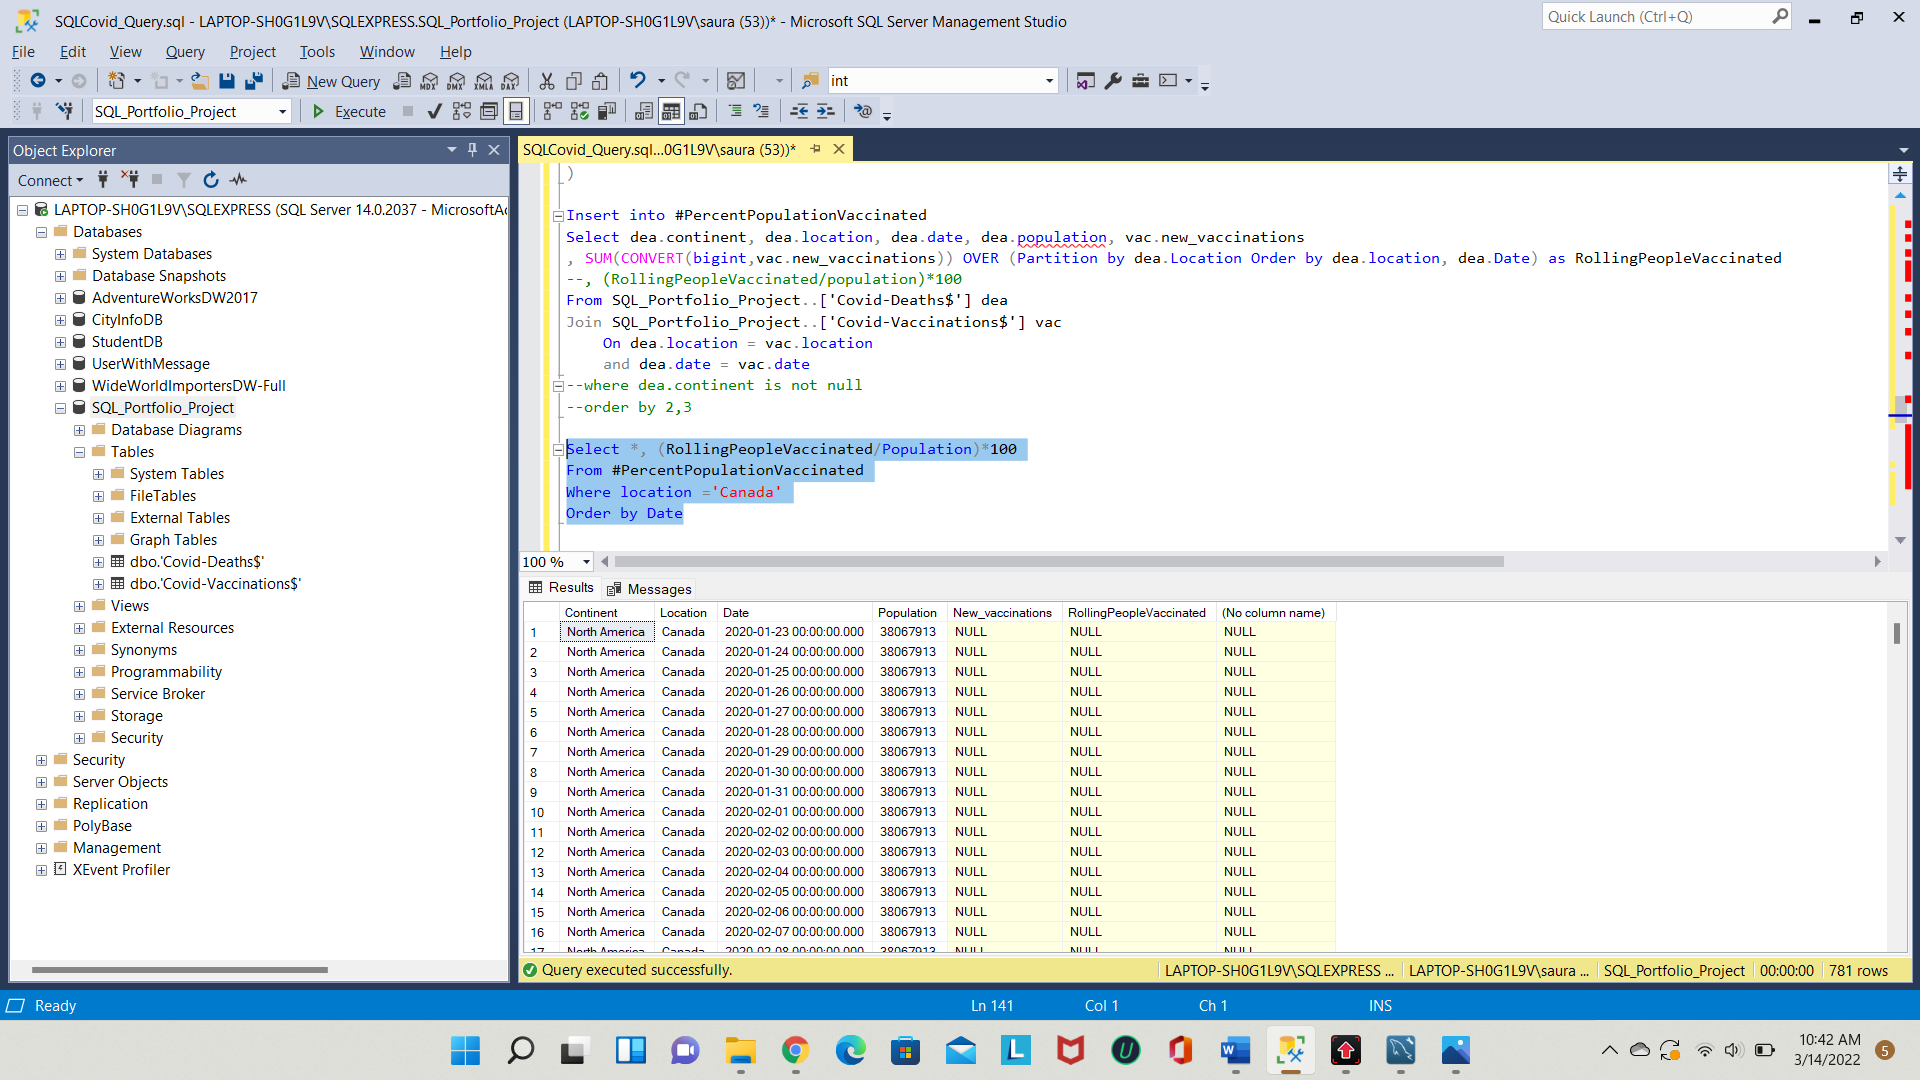 SQLCovid_Query.sql - LAPTOP-SH0G1L9V\SQLEXPRESS.SQL_Portfolio_Project (LAPTOP-SH0G1L9V\saura (53))* - Microsoft SQL Server Management Studio
Quick Launch (Ctrl+Q)
File Edit View Query Project Tools Window Help
New Query
MDX DMX XMLA DAX
int
SQL_Portfolio_Project
Execute
Object Explorer
Connect
LAPTOP-SH0G1L9V\SQLEXPRESS (SQL Server 14.0.2037 - MicrosoftAc
Databases
System Databases
Database Snapshots
AdventureWorksDW2017
CityInfoDB
StudentDB
UserWithMessage
WideWorldImportersDW-Full
SQL_Portfolio_Project
Database Diagrams
Tables
System Tables
FileTables
External Tables
Graph Tables
dbo.'Covid-Deaths$'
dbo.'Covid-Vaccinations$'
Views
External Resources
Synonyms
Programmability
Service Broker
Storage
Security
Security
Server Objects
Replication
PolyBase
Management
XEvent Profiler
SQLCovid_Query.sql...0G1L9V\saura (53))*
)
Insert into #PercentPopulationVaccinated
Select dea.continent, dea.location, dea.date, dea.population, vac.new_vaccinations
, SUM(CONVERT(bigint,vac.new_vaccinations)) OVER (Partition by dea.Location Order by dea.location, dea.Date) as RollingPeopleVaccinated
--, (RollingPeopleVaccinated/population)*100
From SQL_Portfolio_Project..['Covid-Deaths$'] dea
Join SQL_Portfolio_Project..['Covid-Vaccinations$'] vac
On dea.location = vac.location
and dea.date = vac.date
--where dea.continent is not null
--order by 2,3
Select *, (RollingPeopleVaccinated/Population)*100
From #PercentPopulationVaccinated
Where location ='Canada'
Order by Date
100 %
Results Messages
Continent Location Date Population New_vaccinations RollingPeopleVaccinated (No column name)
1 North America Canada 2020-01-23 00:00:00.000 38067913 NULL NULL NULL
2 North America Canada 2020-01-24 00:00:00.000 38067913 NULL NULL NULL
3 North America Canada 2020-01-25 00:00:00.000 38067913 NULL NULL NULL
4 North America Canada 2020-01-26 00:00:00.000 38067913 NULL NULL NULL
5 North America Canada 2020-01-27 00:00:00.000 38067913 NULL NULL NULL
6 North America Canada 2020-01-28 00:00:00.000 38067913 NULL NULL NULL
7 North America Canada 2020-01-29 00:00:00.000 38067913 NULL NULL NULL
8 North America Canada 2020-01-30 00:00:00.000 38067913 NULL NULL NULL
9 North America Canada 2020-01-31 00:00:00.000 38067913 NULL NULL NULL
10 North America Canada 2020-02-01 00:00:00.000 38067913 NULL NULL NULL
11 North America Canada 2020-02-02 00:00:00.000 38067913 NULL NULL NULL
12 North America Canada 2020-02-03 00:00:00.000 38067913 NULL NULL NULL
13 North America Canada 2020-02-04 00:00:00.000 38067913 NULL NULL NULL
14 North America Canada 2020-02-05 00:00:00.000 38067913 NULL NULL NULL
15 North America Canada 2020-02-06 00:00:00.000 38067913 NULL NULL NULL
16 North America Canada 2020-02-07 00:00:00.000 38067913 NULL NULL NULL
17 North America Canada 2020-02-08 00:00:00.000 38067913 NULL NULL NULL
Query executed successfully.
LAPTOP-SH0G1L9V\SQLEXPRESS ... LAPTOP-SH0G1L9V\saura ... SQL_Portfolio_Project 00:00:00 781 rows
Ready Ln 141 Col 1 Ch 1 INS
10:42 AM
3/14/2022
5